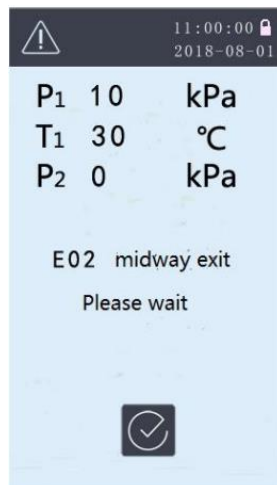 11:00:00
2018-08-01
P1 10 kPa
T1 30 ℃
P2 0 kPa
E02 midway exit
Please wait